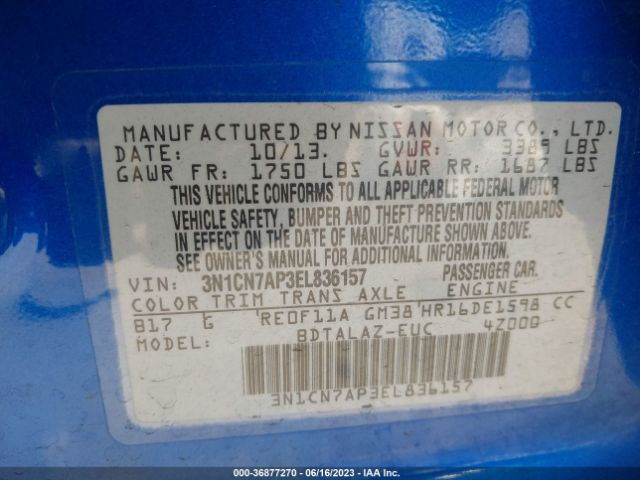 MANUFACTURED BY NISSAN MOTOR CO., LTD.
DATE: 10/13. GVWR: 3389 LBS
GAWR FR: 1750 LBS GAWR RR: 1687 LBS
THIS VEHICLE CONFORMS TO ALL APPLICABLE FEDERAL MOTOR
VEHICLE SAFETY, BUMPER AND THEFT PREVENTION STANDARDS
IN EFFECT ON THE DATE OF MANUFACTURE SHOWN ABOVE.
SEE OWNER'S MANUAL FOR ADDITIONAL INFORMATION.
VIN: 3N1CN7AP3EL836157 PASSENGER CAR.
COLOR TRIM TRANS AXLE ENGINE
B17 G 'RE0F11A GM38'HR16DE1598 CC
MODEL: BDTALAZ-EUC 4Z000
3N1CN7AP3EL836157
000-36877270 - 06/16/2023 - IAA Inc.